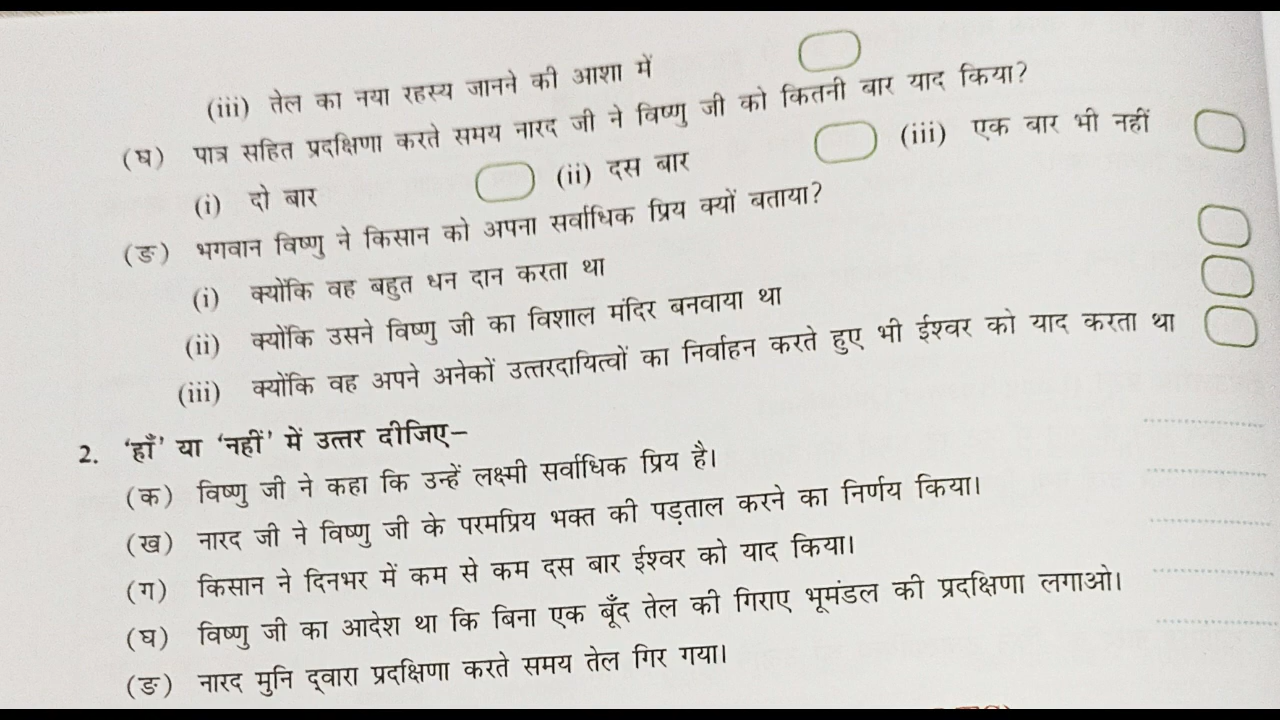 (iii) तेल का नया रहस्य जानने की आशा में
(घ) पात्र सहित प्रदक्षिणा करते समय नारद जी ने विष्णु जी को कितनी बार याद किया?
(i) दो बार (ii) दस बार (iii) एक बार भी नहीं
(ङ) भगवान विष्णु ने किसान को अपना सर्वाधिक प्रिय क्यों बताया?
(i) क्योंकि वह बहुत धन दान करता था
(ii) क्योंकि उसने विष्णु जी का विशाल मंदिर बनवाया था
(iii) क्योंकि वह अपने अनेकों उत्तरदायित्वों का निर्वाहन करते हुए भी ईश्वर को याद करता था
2. ‘हाँ’ या ‘नहीं’ में उत्तर दीजिए–
(क) विष्णु जी ने कहा कि उन्हें लक्ष्मी सर्वाधिक प्रिय है।
(ख) नारद जी ने विष्णु जी के परमप्रिय भक्त की पड़ताल करने का निर्णय किया।
(ग) किसान ने दिनभर में कम से कम दस बार ईश्वर को याद किया।
(घ) विष्णु जी का आदेश था कि बिना एक बूँद तेल की गिराए भूमंडल की प्रदक्षिणा लगाओ।
(ङ) नारद मुनि द्वारा प्रदक्षिणा करते समय तेल गिर गया।